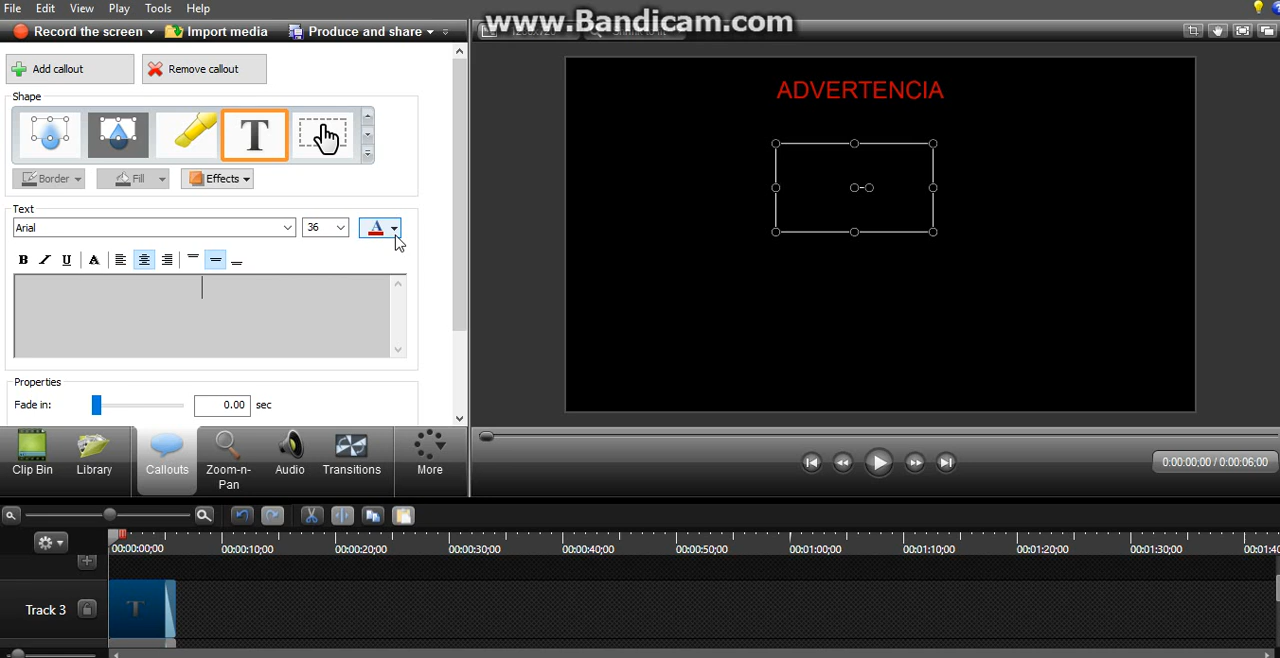 File Edit View Play Tools Help
www.Bandicam.com
Record the screen Import media Produce and share
Add callout Remove callout
Shape
T
Border Fill Effects
Text
Arial 36 A
B I U A
Properties
Fade in: 0.00 sec
ADVERTENCIA
Clip Bin Library Callouts Zoom-n-Pan Audio Transitions More
0:00:00;00 / 0:00:06;00
00:00:00;00 00:00:10;00 00:00:20;00 00:00:30;00 00:00:40;00 00:00:50;00 00:01:00;00 00:01:10;00 00:01:20;00 00:01:30;00
Track 3 T